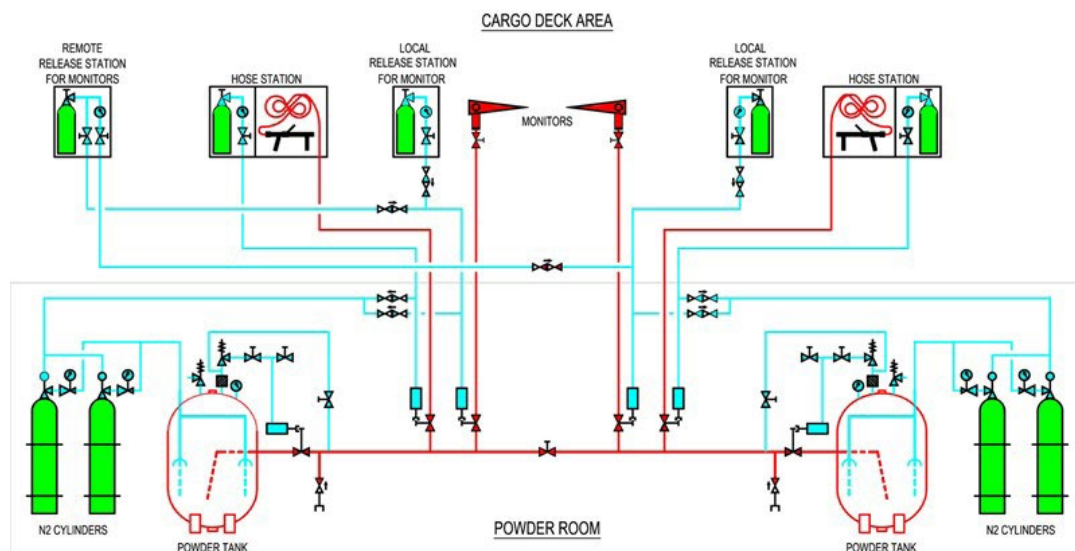 CARGO DECK AREA
REMOTE
RELEASE STATION
FOR MONITORS
HOSE STATION
LOCAL
RELEASE STATION
FOR MONITOR
MONITORS
LOCAL
RELEASE STATION
FOR MONITOR
HOSE STATION
N2 CYLINDERS
POWDER TANK
POWDER ROOM
POWDER TANK
N2 CYLINDERS